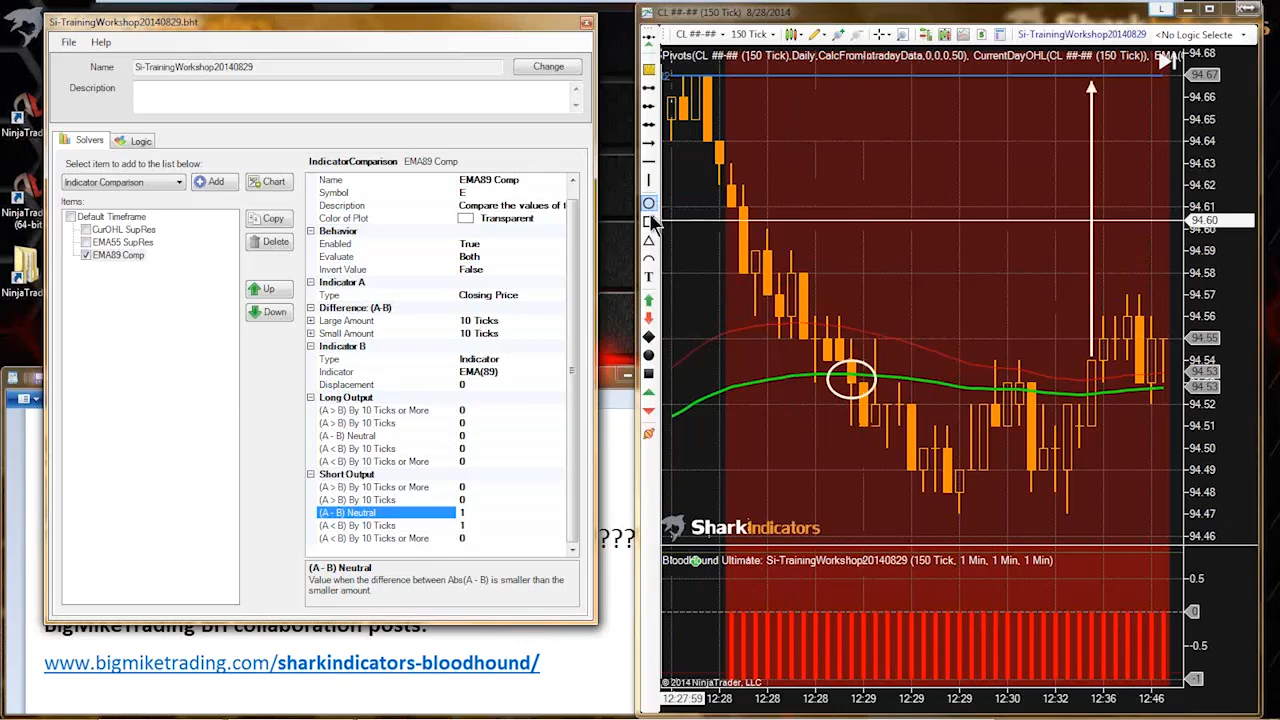 Si-TrainingWorkshop20140829.bht
File Help
Name Si-TrainingWorkshop20140829 Change
Description
Solvers Logic
Select item to add to the list below:
Indicator Comparison Add Chart
Items:
Default Timeframe
CurOHL SupRes
EMA55 SupRes
EMA89 Comp
Copy
Delete
Up
Down
IndicatorComparison EMA89 Comp
Name EMA89 Comp
Symbol E
Description Compare the values of
Color of Plot Transparent
Behavior
Enabled True
Evaluate Both
Invert Value False
Indicator A
Type Closing Price
Difference: (A-B)
Large Amount 10 Ticks
Small Amount 10 Ticks
Indicator B
Type Indicator
Indicator EMA(89)
Displacement 0
Long Output
(A > B) By 10 Ticks or More 0
(A > B) By 10 Ticks 0
(A - B) Neutral 0
(A < B) By 10 Ticks 0
(A < B) By 10 Ticks or More 0
Short Output
(A > B) By 10 Ticks or More 0
(A > B) By 10 Ticks 0
(A - B) Neutral 1
(A < B) By 10 Ticks 1
(A < B) By 10 Ticks or More 0
(A - B) Neutral
Value when the difference between Abs(A - B) is smaller than the
smaller amount.
???
BigMikeTrading BH collaboration posts:
www.bigmiketrading.com/sharkindicators-bloodhound/
NinjaTrad
NinjaTrad
(64-bit)
NinjaTrad
CL ##-## (150 Tick) 8/28/2014
L
CL ##-## 150 Tick Si-TrainingWorkshop20140829 <No Logic Selecte
Pivots(CL ##-## (150 Tick),Daily,CalcFromIntradayData,0,0,0,50), CurrentDayOHL(CL ##-## (150 Tick)),
T
94.68
94.67
94.66
94.65
94.64
94.63
94.62
94.61
94.60
94.59
94.58
94.57
94.56
94.55
94.54
94.53
94.53
94.52
94.51
94.50
94.49
94.48
94.47
94.46
SharkIndicators
BloodHound Ultimate: Si-TrainingWorkshop20140829 (150 Tick, 1 Min, 1 Min, 1 Min)
0.5
0
-0.5
-1
© 2014 NinjaTrader, LLC
12:27:59 12:28 12:28 12:28 12:29 12:29 12:29 12:30 12:32 12:36 12:46